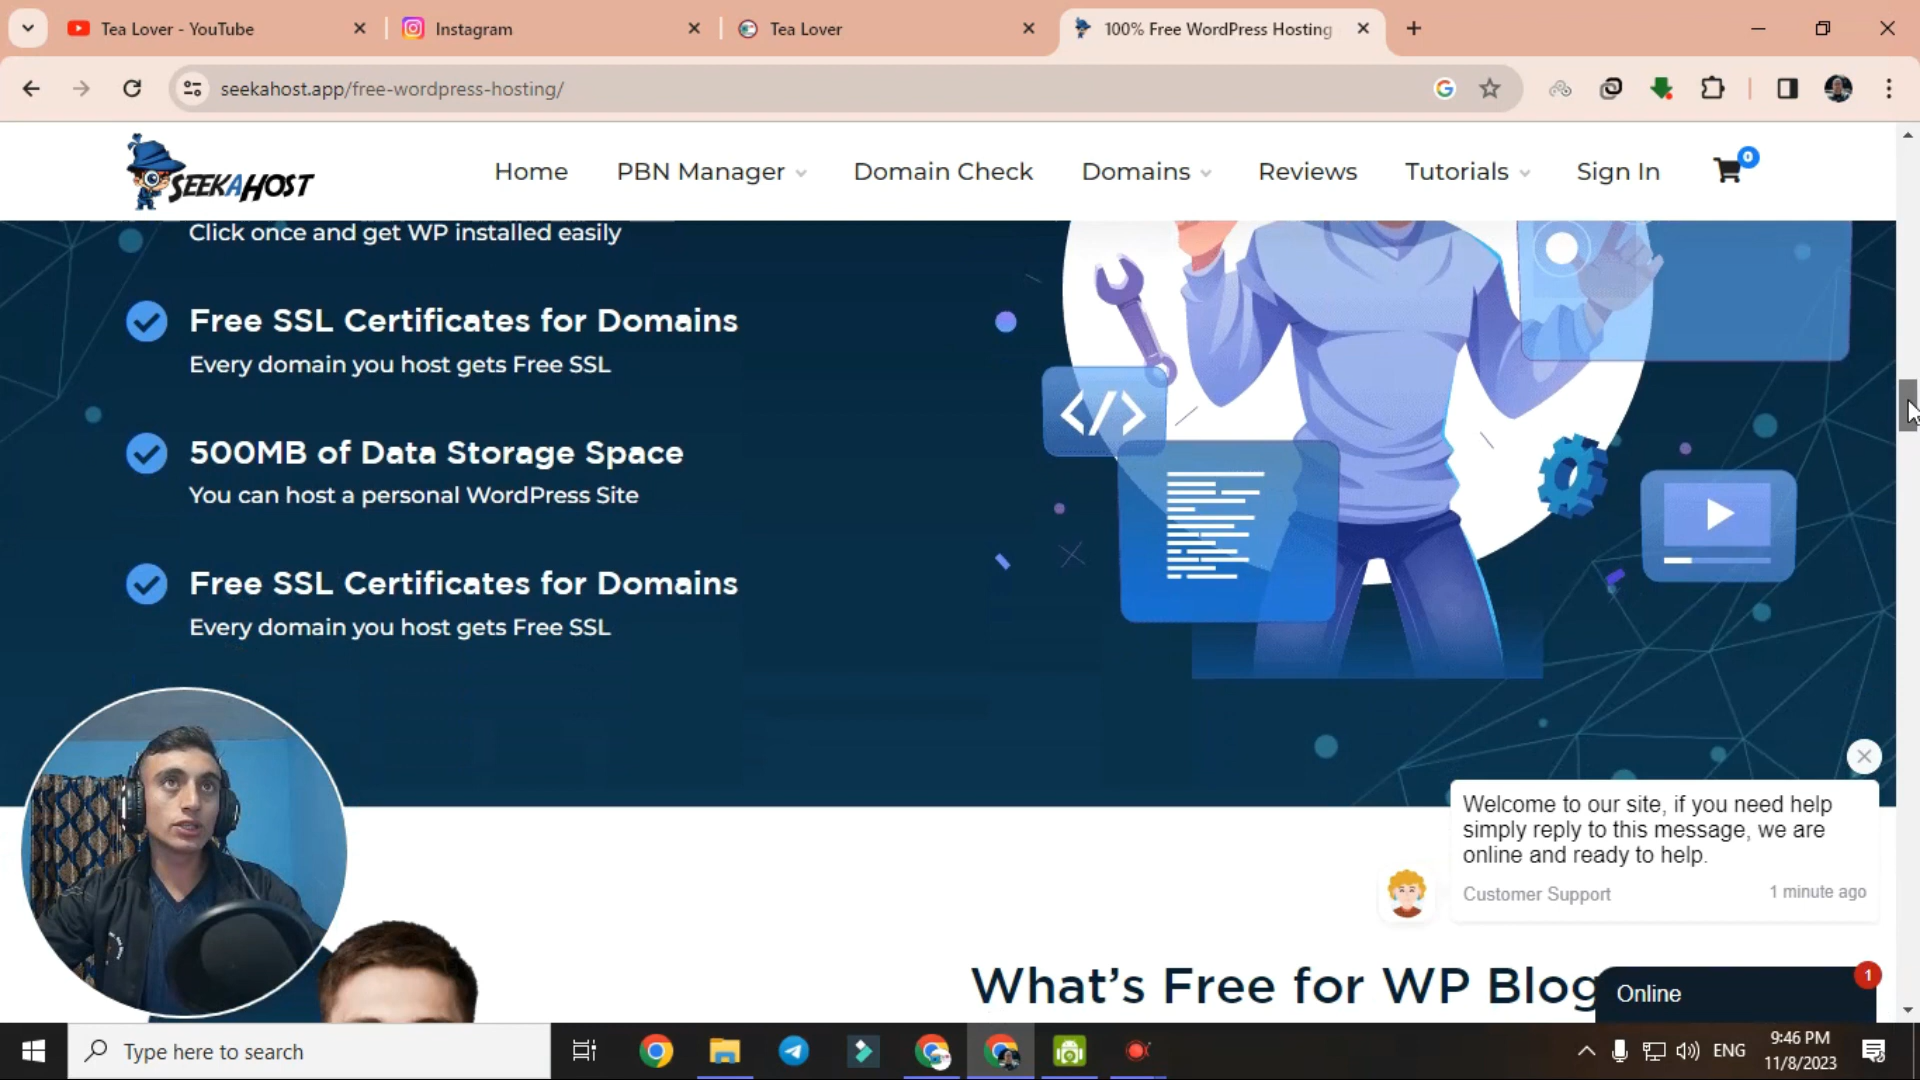 Tea Lover - YouTube
Instagram
Tea Lover
100% Free WordPress Hosting
seekahost.app/free-wordpress-hosting/
SEEKAHOST
Home
PBN Manager
Domain Check
Domains
Reviews
Tutorials
Sign In
0
Click once and get WP installed easily
Free SSL Certificates for Domains
Every domain you host gets Free SSL
500MB of Data Storage Space
You can host a personal WordPress Site
Free SSL Certificates for Domains
Every domain you host gets Free SSL
</>
Welcome to our site, if you need help
simply reply to this message, we are
online and ready to help.
Customer Support
1 minute ago
What's Free for WP Blog
Online
1
Type here to search
ENG
9:46 PM
11/8/2023